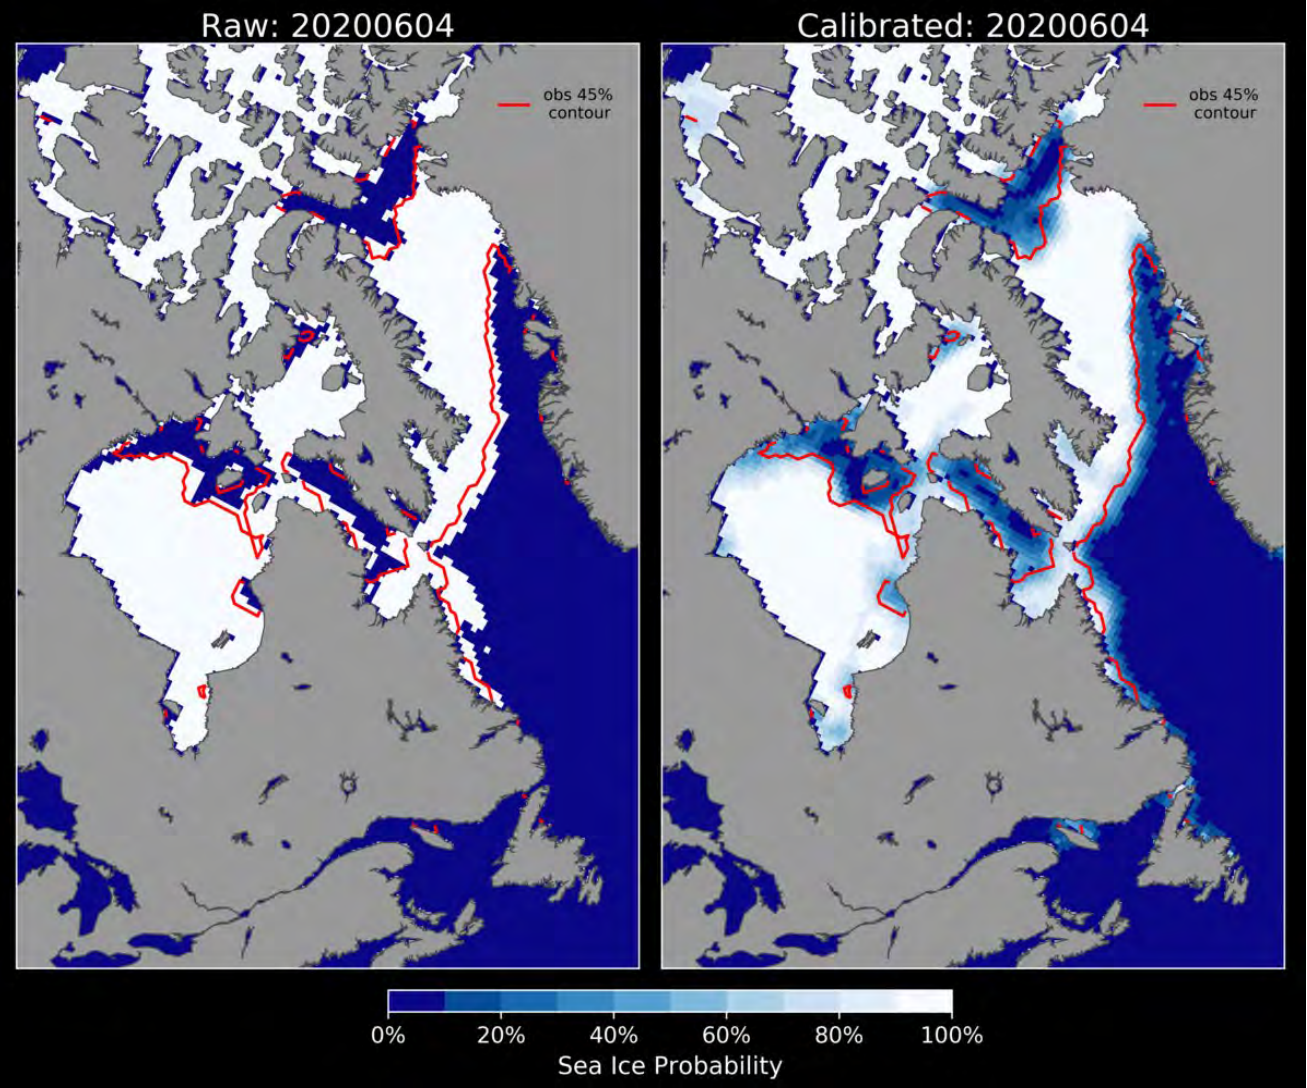 Raw: 20200604
Calibrated: 20200604
obs 45%
contour
obs 45%
contour
0%
20%
40%
60%
80%
100%
Sea Ice Probability